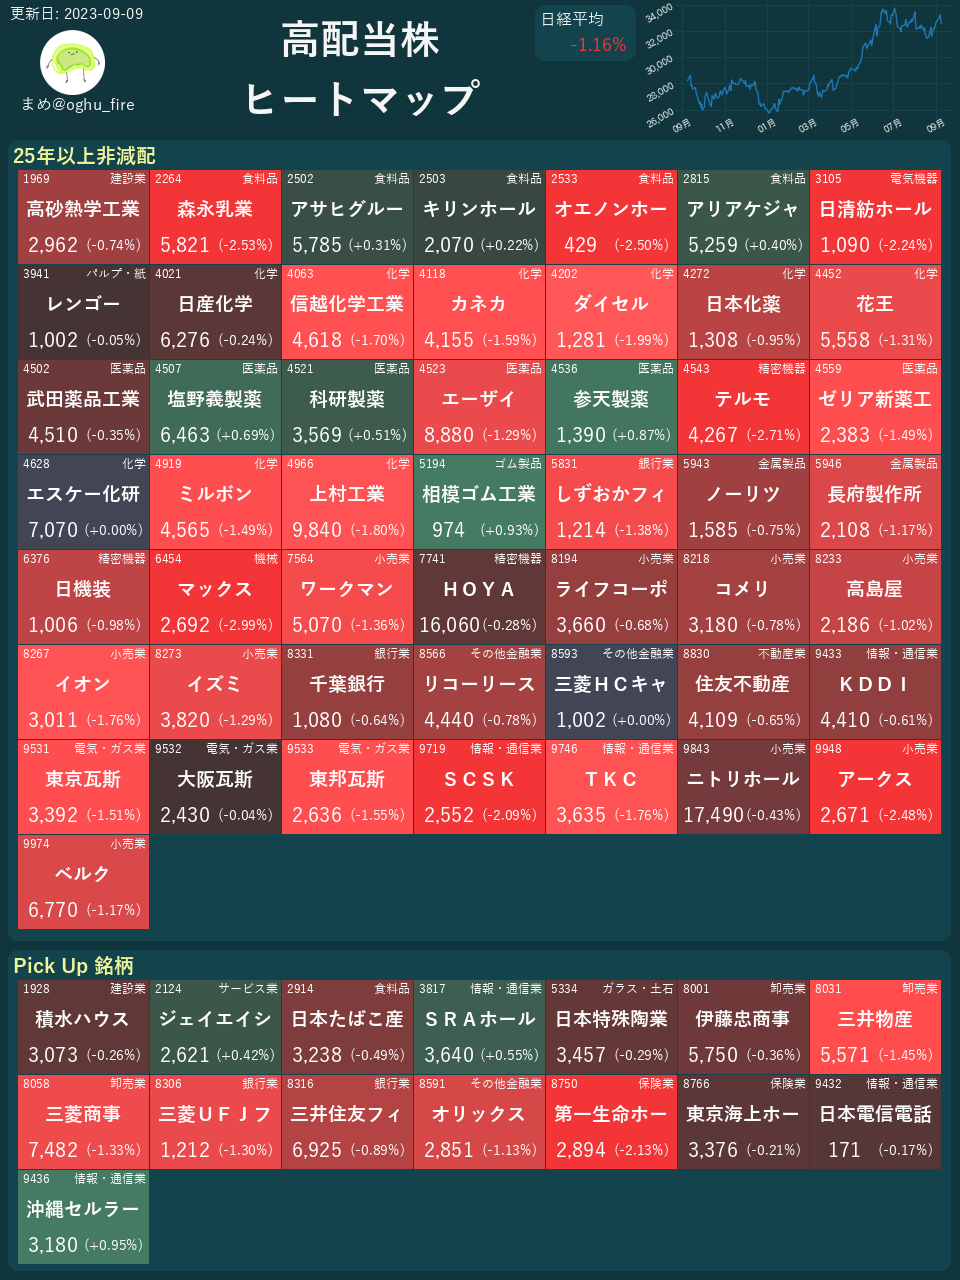 更新日: 2023-09-09
まめ@oghu_fire
高配当株
ヒートマップ
日経平均
-1.16%
34,000
32,000
30,000
28,000
26,000
09月 11月 01月 03月 05月 07月 09月
25年以上非減配
1969 建設業 2264 食料品 2502 食料品 2503 食料品 2533 食料品 2815 食料品 3105 電気機器
高砂熱学工業 森永乳業 アサヒグルー キリンホール オエノンホー アリアケジャ 日清紡ホール
2,962 (-0.74%) 5,821 (-2.53%) 5,785 (+0.31%) 2,070 (+0.22%) 429 (-2.50%) 5,259 (+0.40%) 1,090 (-2.24%)
3941 パルプ・紙 4021 化学 4063 化学 4118 化学 4202 化学 4272 化学 4452 化学
レンゴー 日産化学 信越化学工業 カネカ ダイセル 日本化薬 花王
1,002 (-0.05%) 6,276 (-0.24%) 4,618 (-1.70%) 4,155 (-1.59%) 1,281 (-1.99%) 1,308 (-0.95%) 5,558 (-1.31%)
4502 医薬品 4507 医薬品 4521 医薬品 4523 医薬品 4536 医薬品 4543 精密機器 4559 医薬品
武田薬品工業 塩野義製薬 科研製薬 エーザイ 参天製薬 テルモ ゼリア新薬工
4,510 (-0.35%) 6,463 (+0.69%) 3,569 (+0.51%) 8,880 (-1.29%) 1,390 (+0.87%) 4,267 (-2.71%) 2,383 (-1.49%)
4628 化学 4919 化学 4966 化学 5194 ゴム製品 5831 銀行業 5943 金属製品 5946 金属製品
エスケー化研 ミルボン 上村工業 相模ゴム工業 しずおかフィ ノーリツ 長府製作所
7,070 (+0.00%) 4,565 (-1.49%) 9,840 (-1.80%) 974 (+0.93%) 1,214 (-1.38%) 1,585 (-0.75%) 2,108 (-1.17%)
6376 精密機器 6454 機械 7564 小売業 7741 精密機器 8194 小売業 8218 小売業 8233 小売業
日機装 マックス ワークマン ＨＯＹＡ ライフコーポ コメリ 高島屋
1,006 (-0.98%) 2,692 (-2.99%) 5,070 (-1.36%) 16,060 (-0.28%) 3,660 (-0.68%) 3,180 (-0.78%) 2,186 (-1.02%)
8267 小売業 8273 小売業 8331 銀行業 8566 その他金融業 8593 その他金融業 8830 不動産業 9433 情報・通信業
イオン イズミ 千葉銀行 リコーリース 三菱ＨＣキャ 住友不動産 ＫＤＤＩ
3,011 (-1.76%) 3,820 (-1.29%) 1,080 (-0.64%) 4,440 (-0.78%) 1,002 (+0.00%) 4,109 (-0.65%) 4,410 (-0.61%)
9531 電気・ガス業 9532 電気・ガス業 9533 電気・ガス業 9719 情報・通信業 9746 情報・通信業 9843 小売業 9948 小売業
東京瓦斯 大阪瓦斯 東邦瓦斯 ＳＣＳＫ ＴＫＣ ニトリホール アークス
3,392 (-1.51%) 2,430 (-0.04%) 2,636 (-1.55%) 2,552 (-2.09%) 3,635 (-1.76%) 17,490 (-0.43%) 2,671 (-2.48%)
9974 小売業
ベルク
6,770 (-1.17%)
Pick Up 銘柄
1928 建設業 2124 サービス業 2914 食料品 3817 情報・通信業 5334 ガラス・土石 8001 卸売業 8031 卸売業
積水ハウス ジェイエイシ 日本たばこ産 ＳＲＡホール 日本特殊陶業 伊藤忠商事 三井物産
3,073 (-0.26%) 2,621 (+0.42%) 3,238 (-0.49%) 3,640 (+0.55%) 3,457 (-0.29%) 5,750 (-0.36%) 5,571 (-1.45%)
8058 卸売業 8306 銀行業 8316 銀行業 8591 その他金融業 8750 保険業 8766 保険業 9432 情報・通信業
三菱商事 三菱ＵＦＪフ 三井住友フィ オリックス 第一生命ホー 東京海上ホー 日本電信電話
7,482 (-1.33%) 1,212 (-1.30%) 6,925 (-0.89%) 2,851 (-1.13%) 2,894 (-2.13%) 3,376 (-0.21%) 171 (-0.17%)
9436 情報・通信業
沖縄セルラー
3,180 (+0.95%)